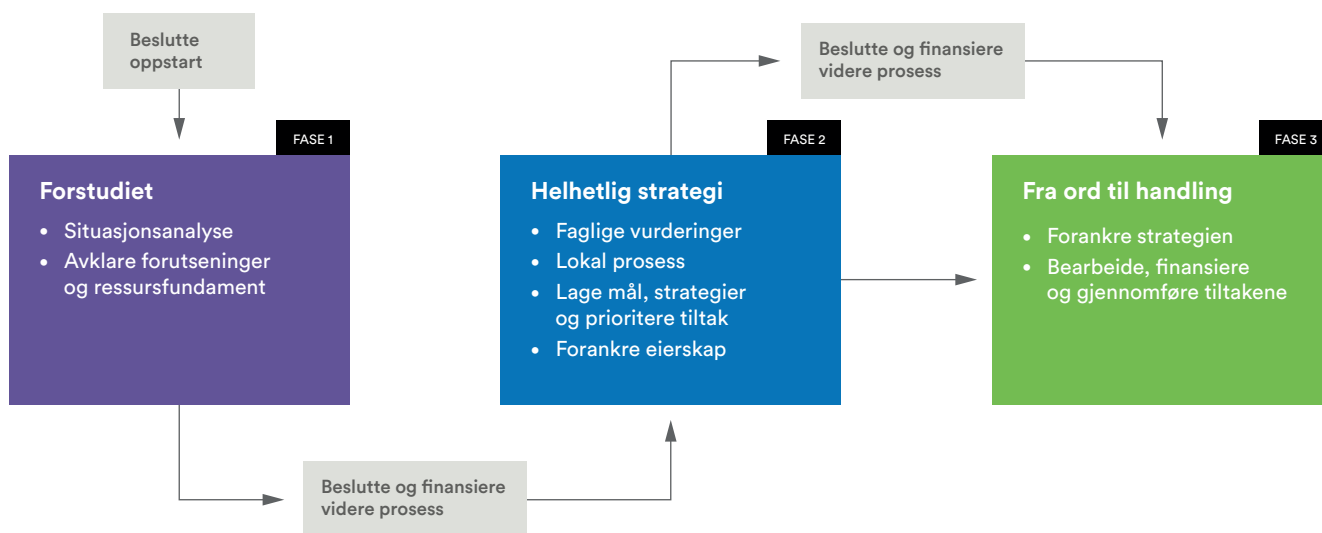 Beslutte
oppstart
FASE 1
Forstudiet
• Situasjonsanalyse
• Avklare forutseninger
og ressursfundament
Beslutte og finansiere
videre prosess
FASE 2
Helhetlig strategi
• Faglige vurderinger
• Lokal prosess
• Lage mål, strategier
og prioritere tiltak
• Forankre eierskap
Beslutte og finansiere
videre prosess
FASE 3
Fra ord til handling
• Forankre strategien
• Bearbeide, finansiere
og gjennomføre tiltakene